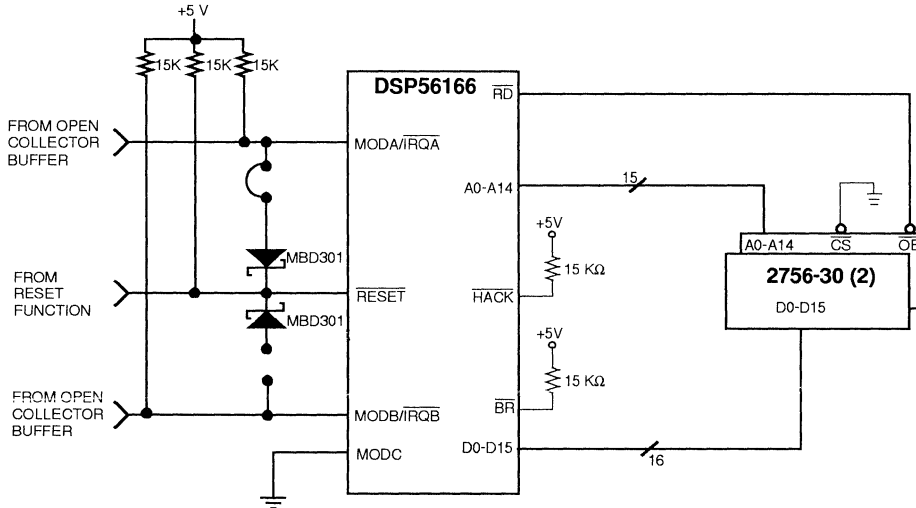 +5 V
15K
15K
15K
DSP56166
RD
FROM OPEN
COLLECTOR
BUFFER
MODA/IRQA
A0-A14
15
+5V
15 KΩ
A0-A14
CS
OE
MBD301
2756-30 (2)
D0-D15
FROM
RESET
FUNCTION
RESET
HACK
MBD301
+5V
15 KΩ
FROM OPEN
COLLECTOR
BUFFER
MODB/IRQB
BR
MODC
D0-D15
16